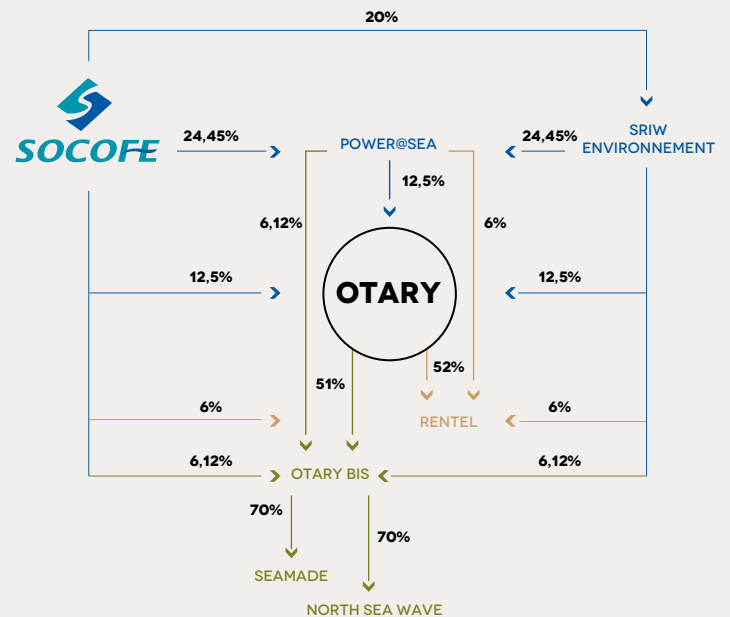 20%
SOCOFE
24,45%
POWER@SEA
24,45%
SRIW
ENVIRONNEMENT
12,5%
6,12%
6%
12,5%
OTARY
12,5%
51%
52%
6%
RENTEL
6%
6,12%
OTARY BIS
6,12%
70%
70%
SEAMADE
NORTH SEA WAVE